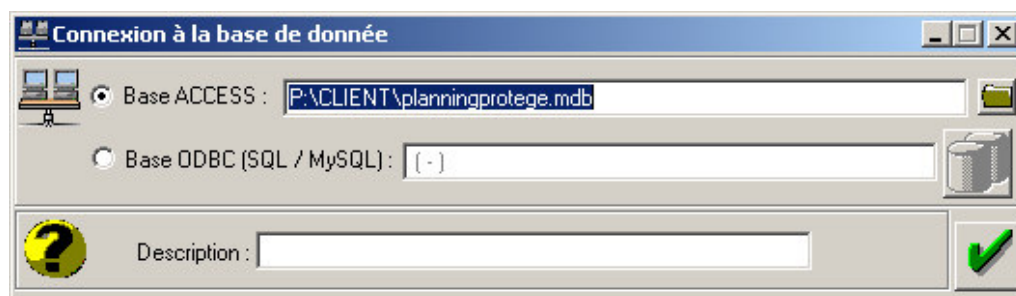 Connexion à la base de donnée
Base ACCESS : P:\CLIENT\planningprotege.mdb
Base ODBC (SQL / MySQL) : ( - )
Description :